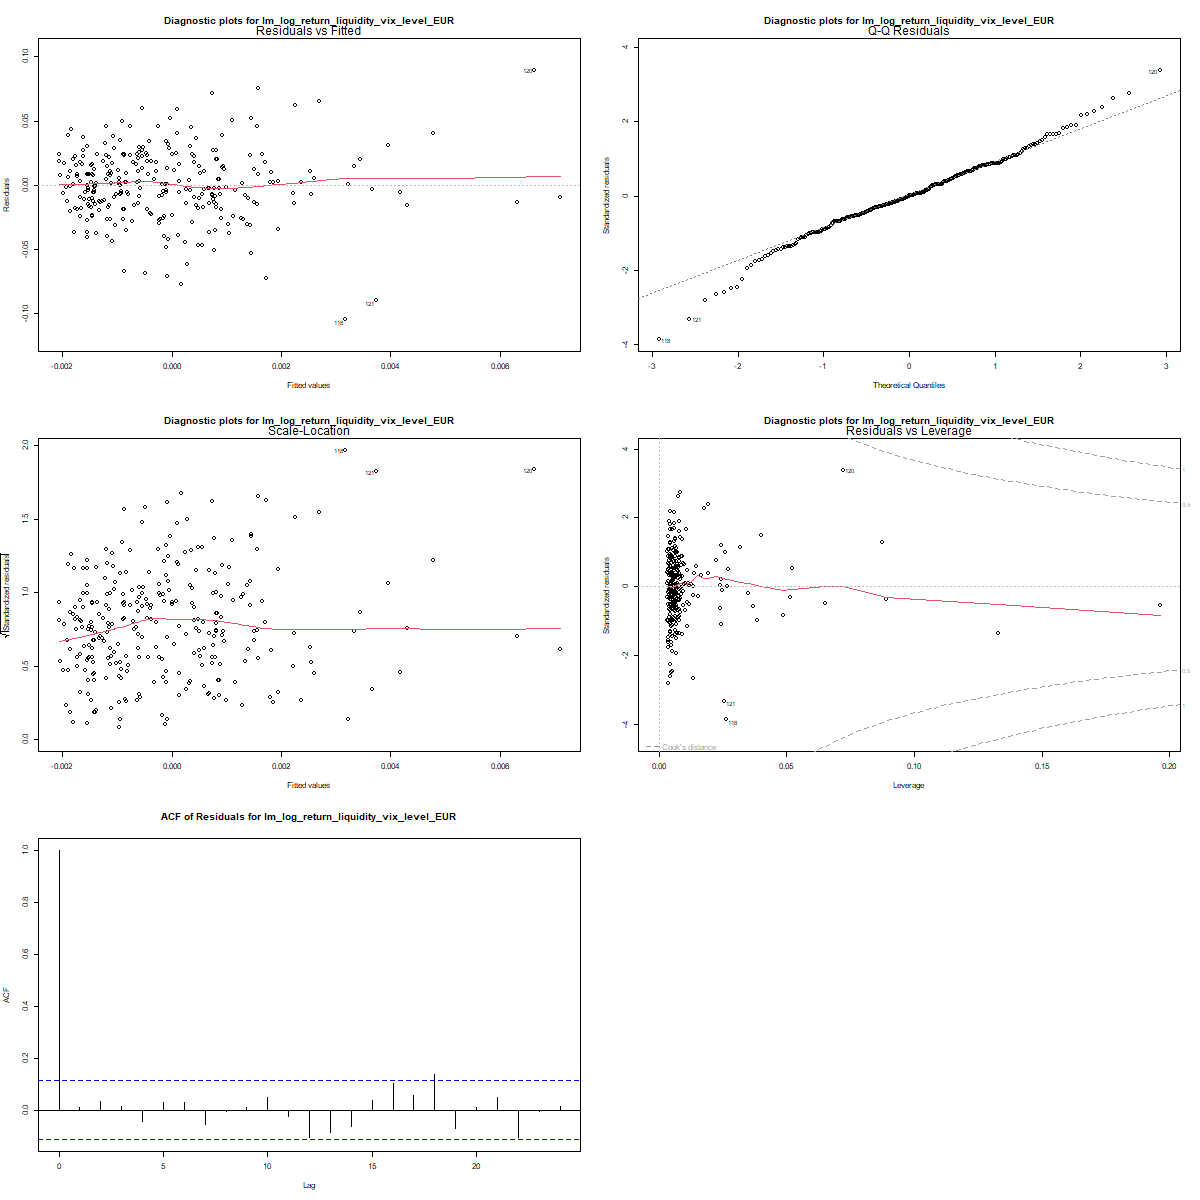 Diagnostic plots for lm_log_return_liquidity_vix_level_EUR
Residuals vs Fitted
Residuals
0.10
0.05
0.00
-0.05
-0.10
120
121
118
-0.002 0.000 0.002 0.004 0.006
Fitted values
Diagnostic plots for lm_log_return_liquidity_vix_level_EUR
Q-Q Residuals
Standardized residuals
4
2
0
-2
-4
120
121
118
-3 -2 -1 0 1 2 3
Theoretical Quantiles
Diagnostic plots for lm_log_return_liquidity_vix_level_EUR
Scale-Location
√|Standardized residuals|
2.0
1.5
1.0
0.5
0.0
118
121
120
-0.002 0.000 0.002 0.004 0.006
Fitted values
Diagnostic plots for lm_log_return_liquidity_vix_level_EUR
Residuals vs Leverage
Standardized residuals
4
2
0
-2
-4
120
121
118
1
0.5
0.5
1
Cook's distance
0.00 0.05 0.10 0.15 0.20
Leverage
ACF of Residuals for lm_log_return_liquidity_vix_level_EUR
ACF
1.0
0.8
0.6
0.4
0.2
0.0
0 5 10 15 20
Lag